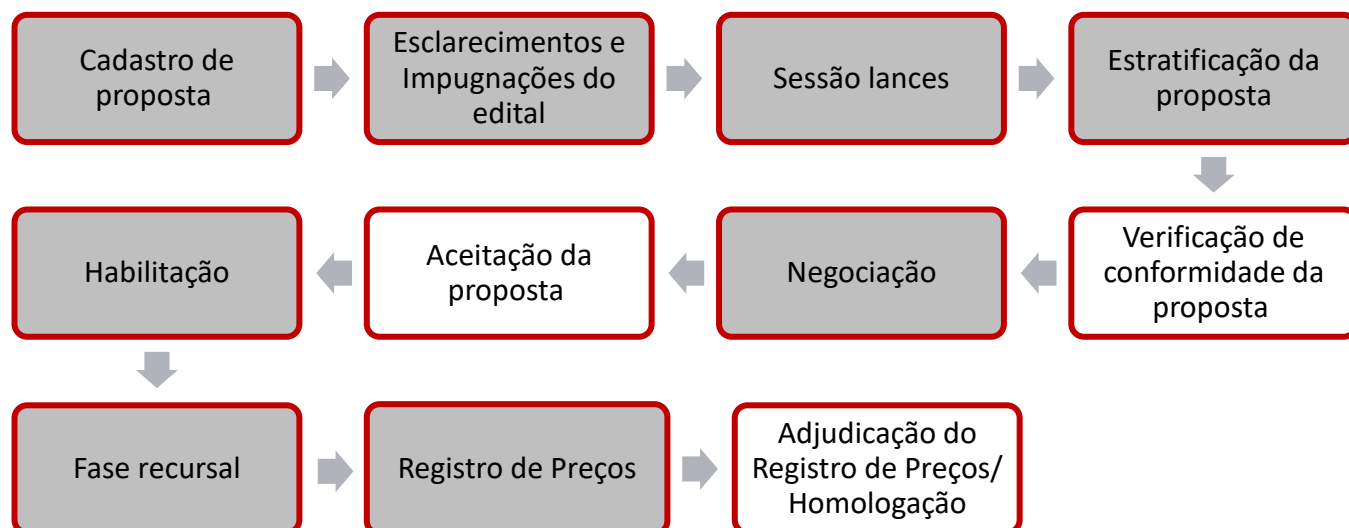 Cadastro de
proposta
Esclarecimentos e
Impugnações do
edital
Sessão lances
Estratificação da
proposta
Verificação de
conformidade da
proposta
Negociação
Aceitação da
proposta
Habilitação
Fase recursal
Registro de Preços
Adjudicação do
Registro de Preços/
Homologação